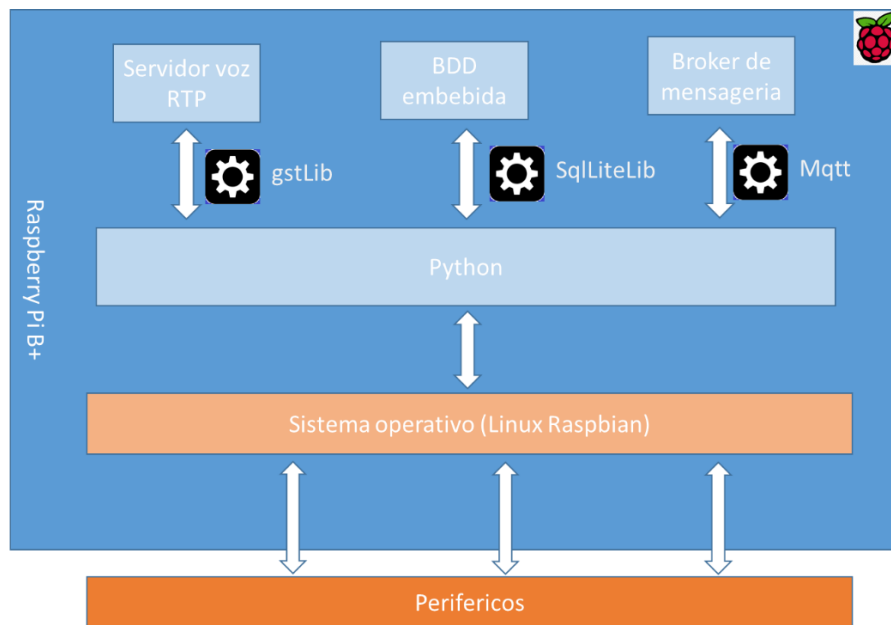 Servidor voz
RTP
BDD
embebida
Broker de
mensageria
gstLib
SqlLiteLib
Mqtt
Python
Raspberry Pi B+
Sistema operativo (Linux Raspbian)
Perifericos